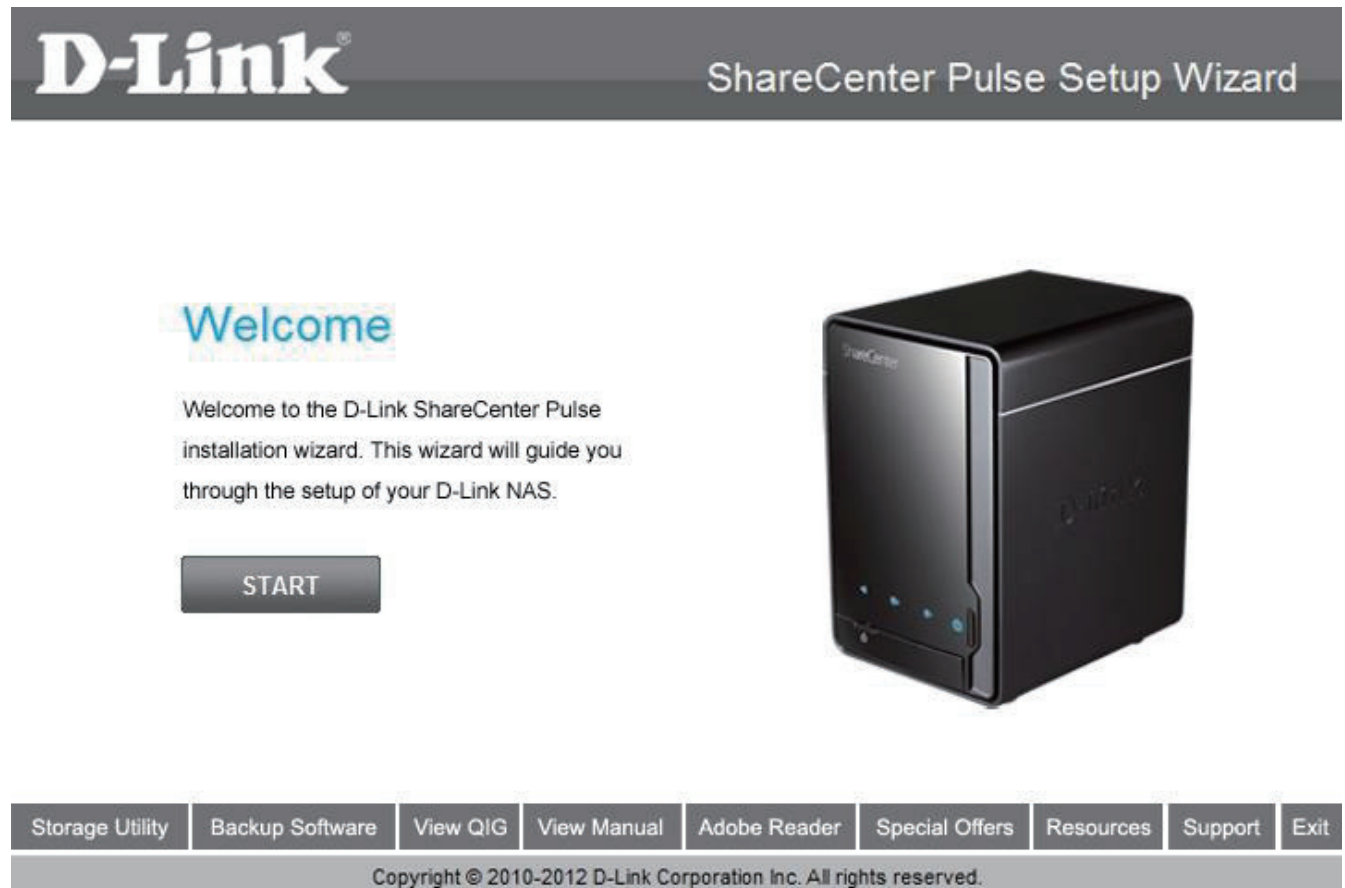 D-Link®
ShareCenter Pulse Setup Wizard
Welcome
Welcome to the D-Link ShareCenter Pulse
installation wizard. This wizard will guide you
through the setup of your D-Link NAS.
START
ShareCenter
D-Link
Storage Utility
Backup Software
View QIG
View Manual
Adobe Reader
Special Offers
Resources
Support
Exit
Copyright © 2010-2012 D-Link Corporation Inc. All rights reserved.